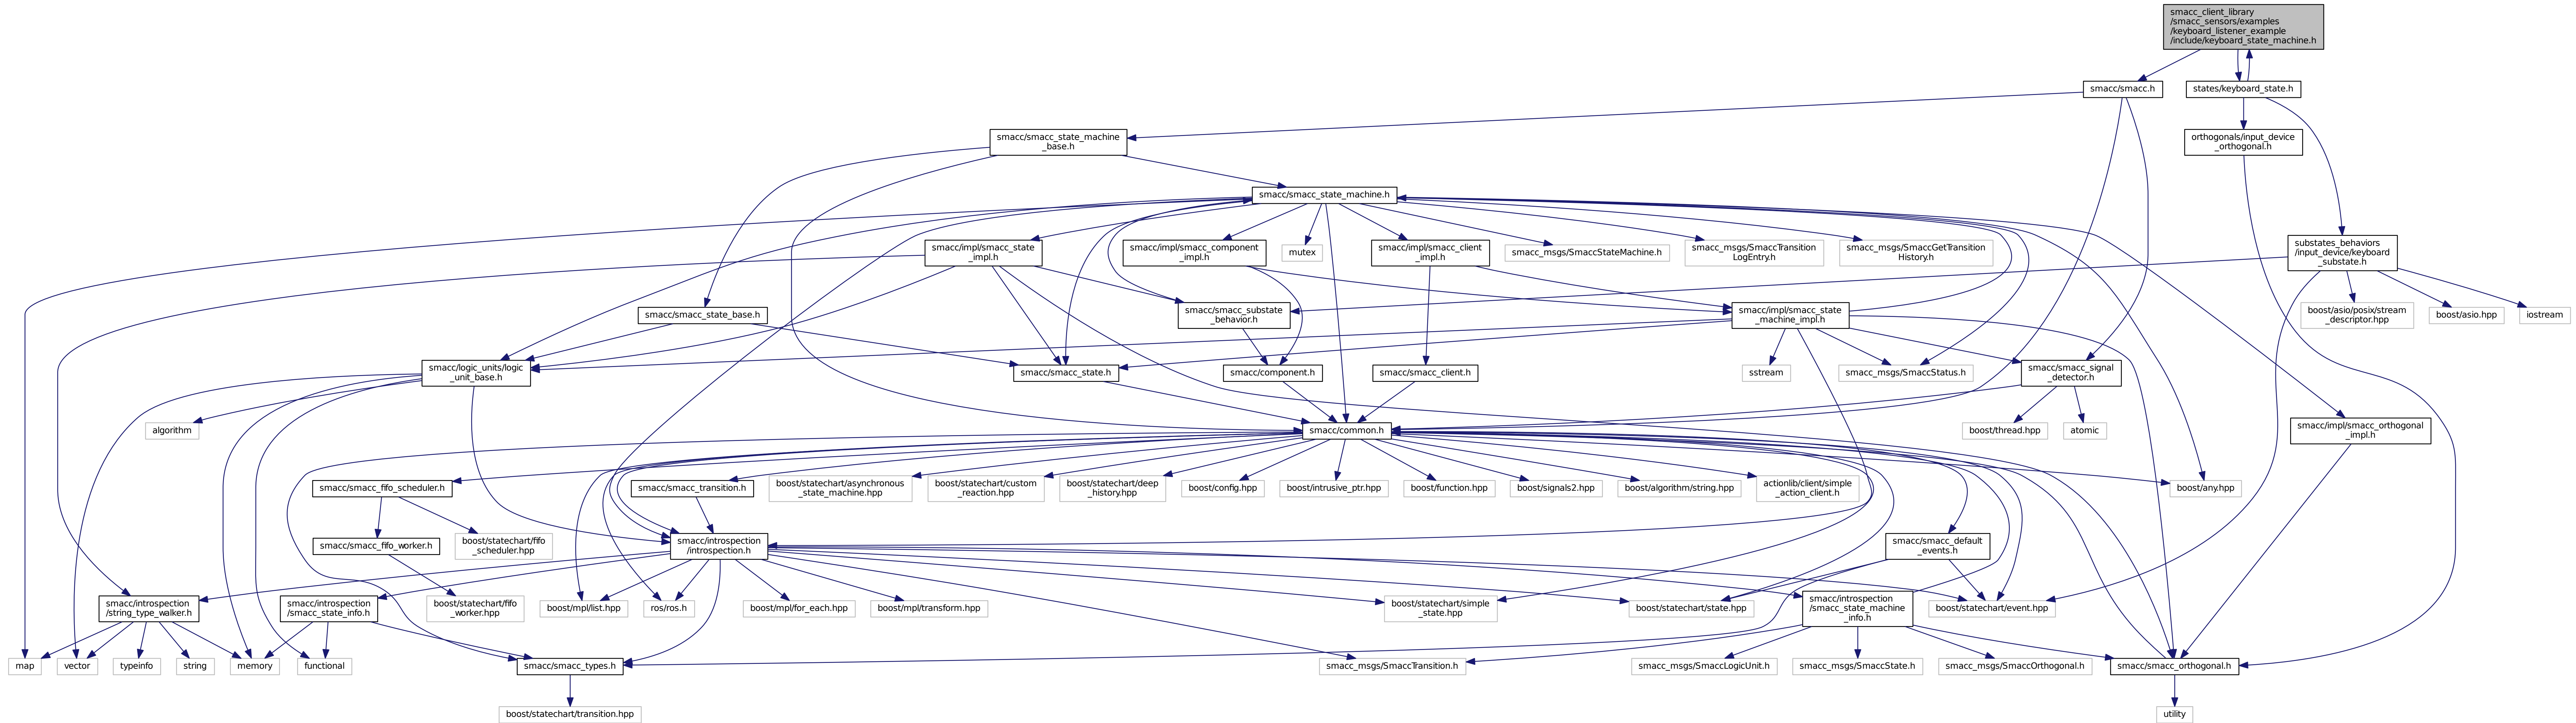 smacc_client_library
/smacc_sensors/examples
/keyboard_listener_example
/include/keyboard_state_machine.h
smacc/smacc.h
states/keyboard_state.h
smacc/smacc_state_machine
_base.h
orthogonals/input_device
_orthogonal.h
smacc/smacc_state_machine.h
smacc/impl/smacc_state
_impl.h
smacc/impl/smacc_component
_impl.h
mutex
smacc/impl/smacc_client
_impl.h
smacc_msgs/SmaccStateMachine.h
smacc_msgs/SmaccTransition
LogEntry.h
smacc_msgs/SmaccGetTransition
History.h
substates_behaviors
/input_device/keyboard
_substate.h
smacc/smacc_state_base.h
smacc/smacc_substate
_behavior.h
smacc/impl/smacc_state
_machine_impl.h
boost/asio/posix/stream
_descriptor.hpp
boost/asio.hpp
iostream
smacc/logic_units/logic
_unit_base.h
smacc/smacc_state.h
smacc/component.h
smacc/smacc_client.h
sstream
smacc_msgs/SmaccStatus.h
smacc/smacc_signal
_detector.h
algorithm
smacc/common.h
boost/thread.hpp
atomic
smacc/impl/smacc_orthogonal
_impl.h
smacc/smacc_fifo_scheduler.h
smacc/smacc_transition.h
boost/statechart/asynchronous
_state_machine.hpp
boost/statechart/custom
_reaction.hpp
boost/statechart/deep
_history.hpp
boost/config.hpp
boost/intrusive_ptr.hpp
boost/function.hpp
boost/signals2.hpp
boost/algorithm/string.hpp
actionlib/client/simple
_action_client.h
boost/any.hpp
smacc/smacc_fifo_worker.h
boost/statechart/fifo
_scheduler.hpp
smacc/introspection
/introspection.h
smacc/smacc_default
_events.h
smacc/introspection
/string_type_walker.h
smacc/introspection
/smacc_state_info.h
boost/statechart/fifo
_worker.hpp
boost/mpl/list.hpp
ros/ros.h
boost/mpl/for_each.hpp
boost/mpl/transform.hpp
boost/statechart/simple
_state.hpp
boost/statechart/state.hpp
smacc/introspection
/smacc_state_machine
_info.h
boost/statechart/event.hpp
map
vector
typeinfo
string
memory
functional
smacc/smacc_types.h
smacc_msgs/SmaccTransition.h
smacc_msgs/SmaccLogicUnit.h
smacc_msgs/SmaccState.h
smacc_msgs/SmaccOrthogonal.h
smacc/smacc_orthogonal.h
boost/statechart/transition.hpp
utility